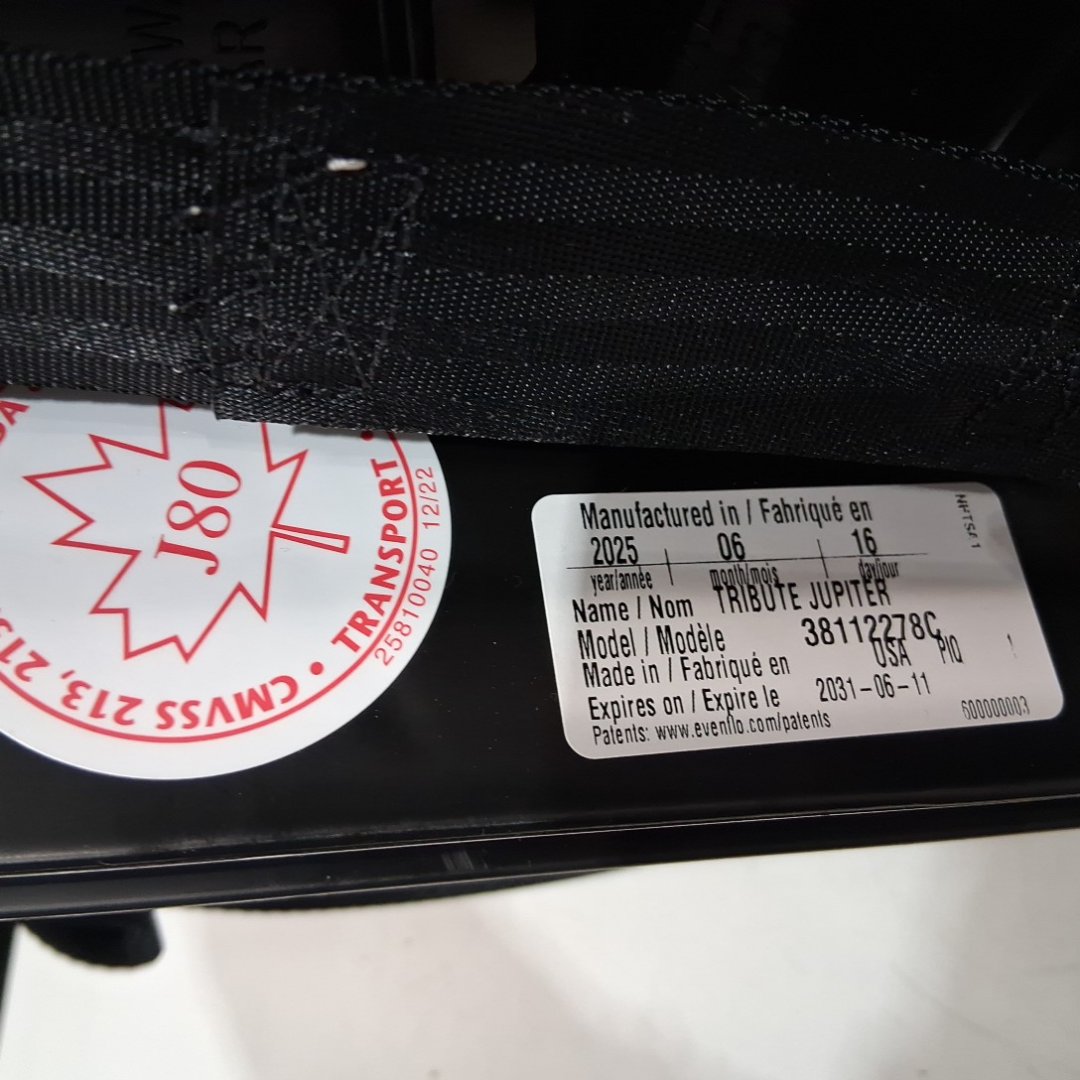 J80
• CMVSS 213, 213
• TRANSPORT •
25810040 12/22
Manufactured in / Fabriqué en
2025 06 16
year/année month/mois day/jour
Name / Nom TRIBUTE JUPITER
Model / Modèle 38112278C
Made in / Fabriqué en USA PIQ 1
Expires on / Expire le 2031-06-11
Patents: www.evenflo.com/patents
600000003